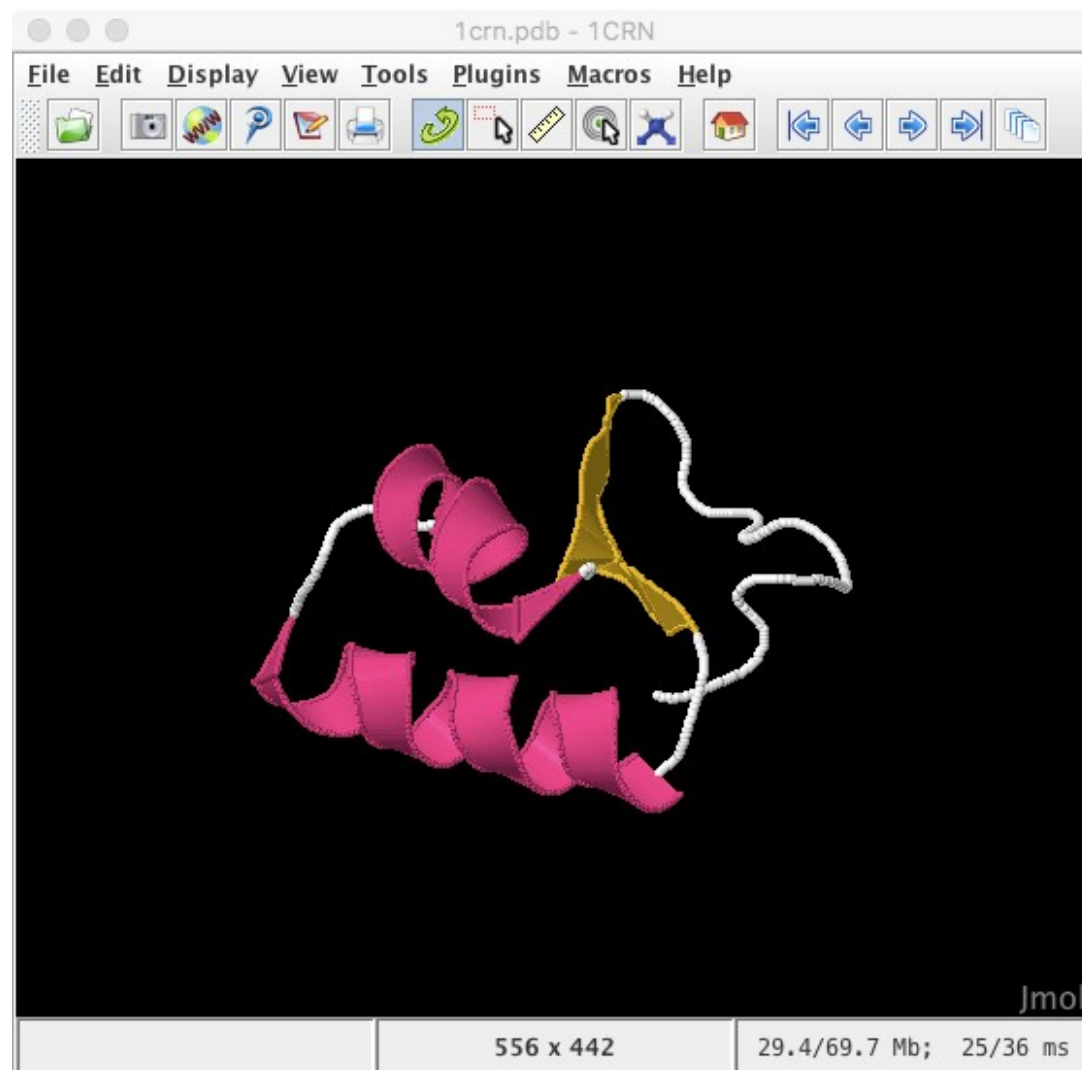 1crn.pdb - 1CRN
File Edit Display View Tools Plugins Macros Help
WWW
Jmol
556 x 442
29.4/69.7 Mb; 25/36 ms